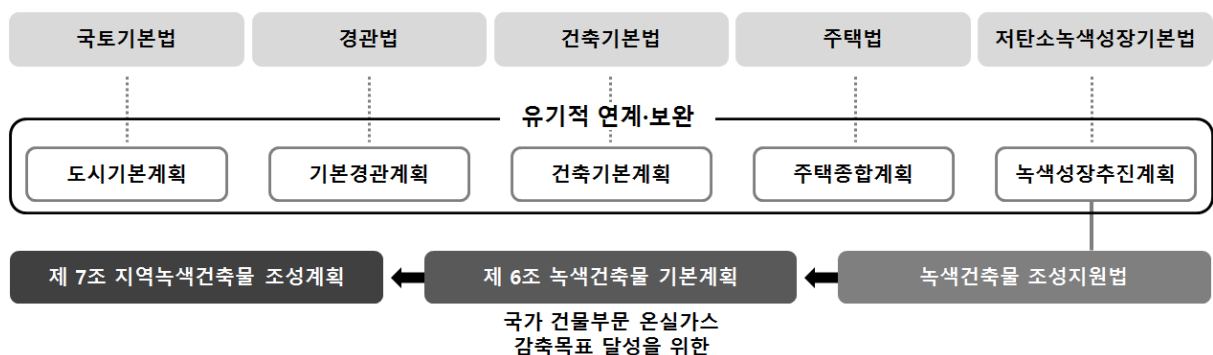 국토기본법 경관법 건축기본법 주택법 저탄소녹색성장기본법
유기적 연계·보완
도시기본계획 기본경관계획 건축기본계획 주택종합계획 녹색성장추진계획
제 7조 지역녹색건축물 조성계획 제 6조 녹색건축물 기본계획 녹색건축물 조성지원법
국가 건물부문 온실가스
감축목표 달성을 위한